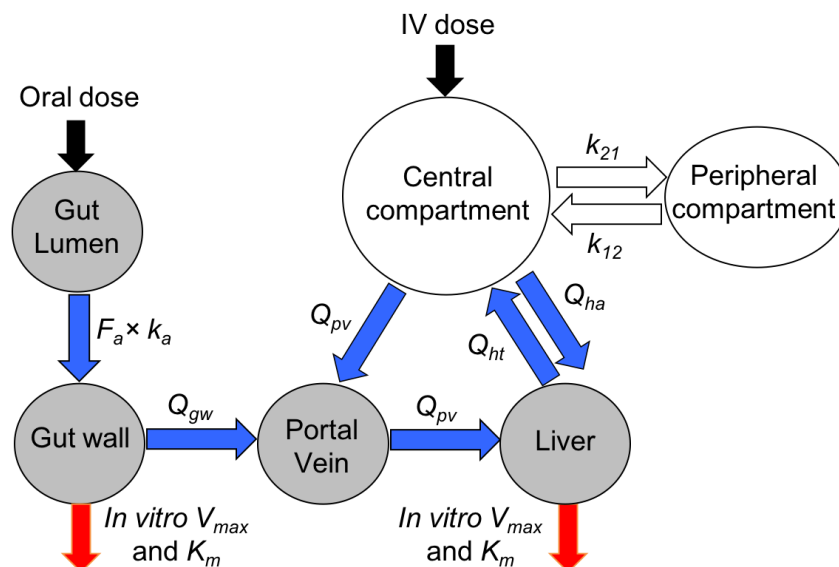 IV dose
Oral dose
Gut
Lumen
Central
compartment
k21
k12
Peripheral
compartment
Fa × ka
Qpv
Qht
Qha
Gut wall
Qgw
Portal
Vein
Qpv
Liver
In vitro Vmax
and Km
In vitro Vmax
and Km